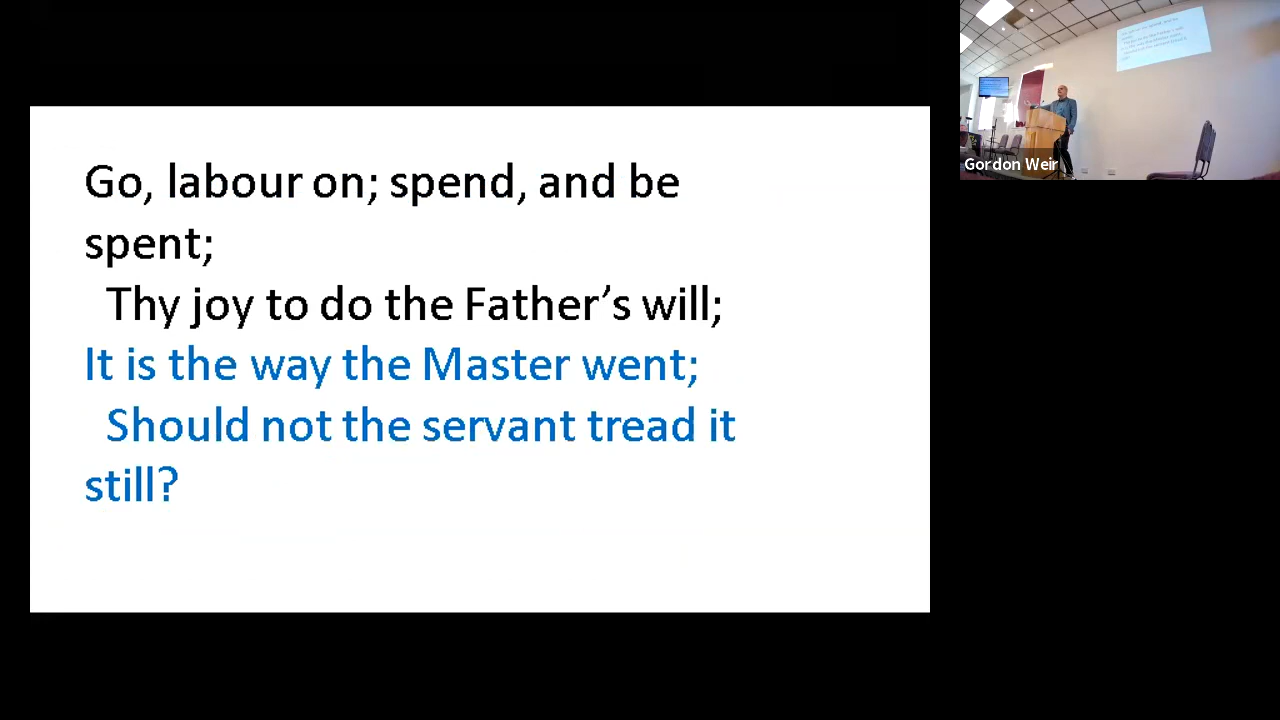 Go, labour on; spend, and be
spent;
Thy joy to do the Father’s will;
It is the way the Master went;
Should not the servant tread it
still?
Gordon Weir